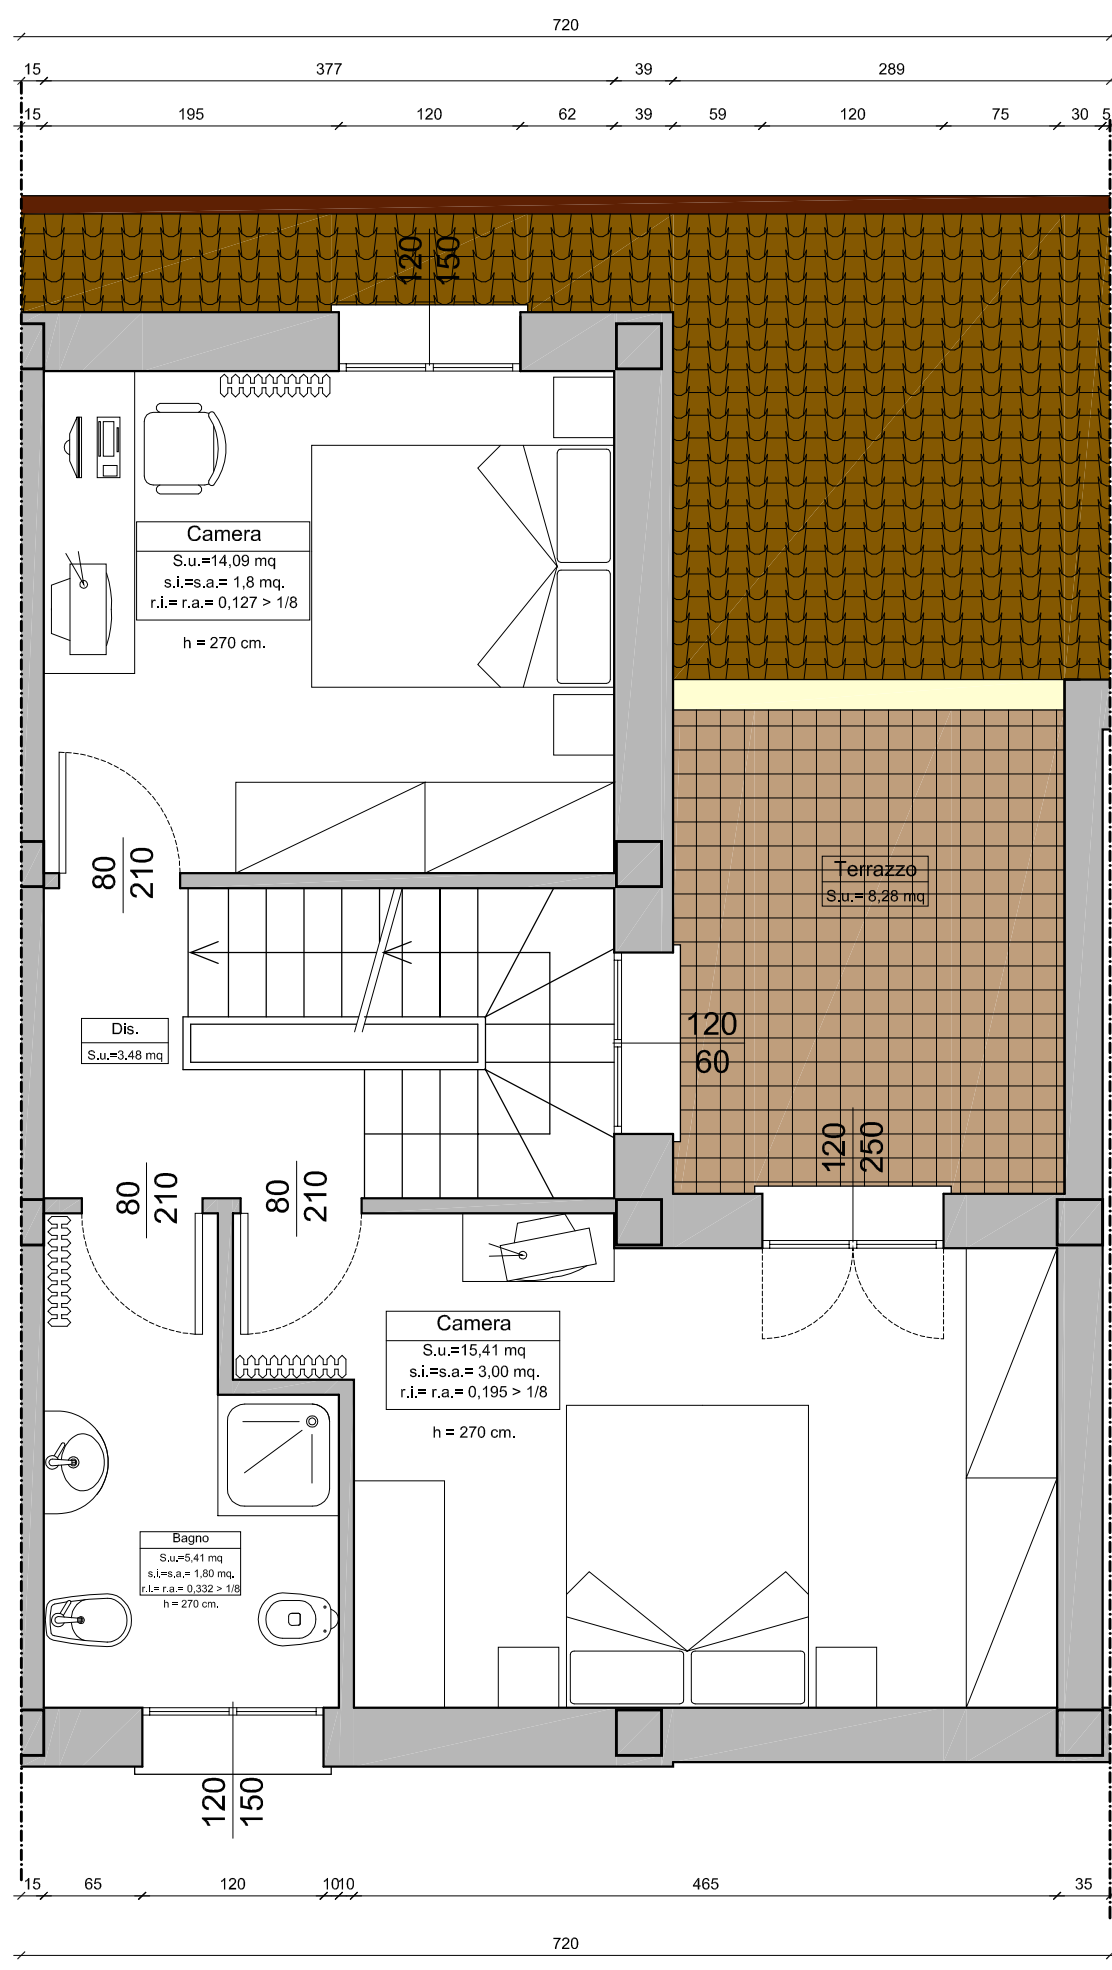 720
15 377 39 289
15 195 120 62 39 59 120 75 30 5
120
150
Camera
S.u.=14,09 mq
s.i.=s.a.= 1,8 mq.
r.i.= r.a.= 0,127 > 1/8
h = 270 cm.
80
210
Terrazzo
S.u.= 8,28 mq
Dis.
S.u.=3,48 mq
120
60
120
250
80
210
80
210
Camera
S.u.=15,41 mq
s.i.=s.a.= 3,00 mq.
r.i.= r.a.= 0,195 > 1/8
h = 270 cm.
Bagno
S.u.=5,41 mq
s.i.=s.a.= 1,80 mq.
r.i.= r.a.= 0,332 > 1/8
h = 270 cm.
120
150
15 65 120 10 10 465 35
720